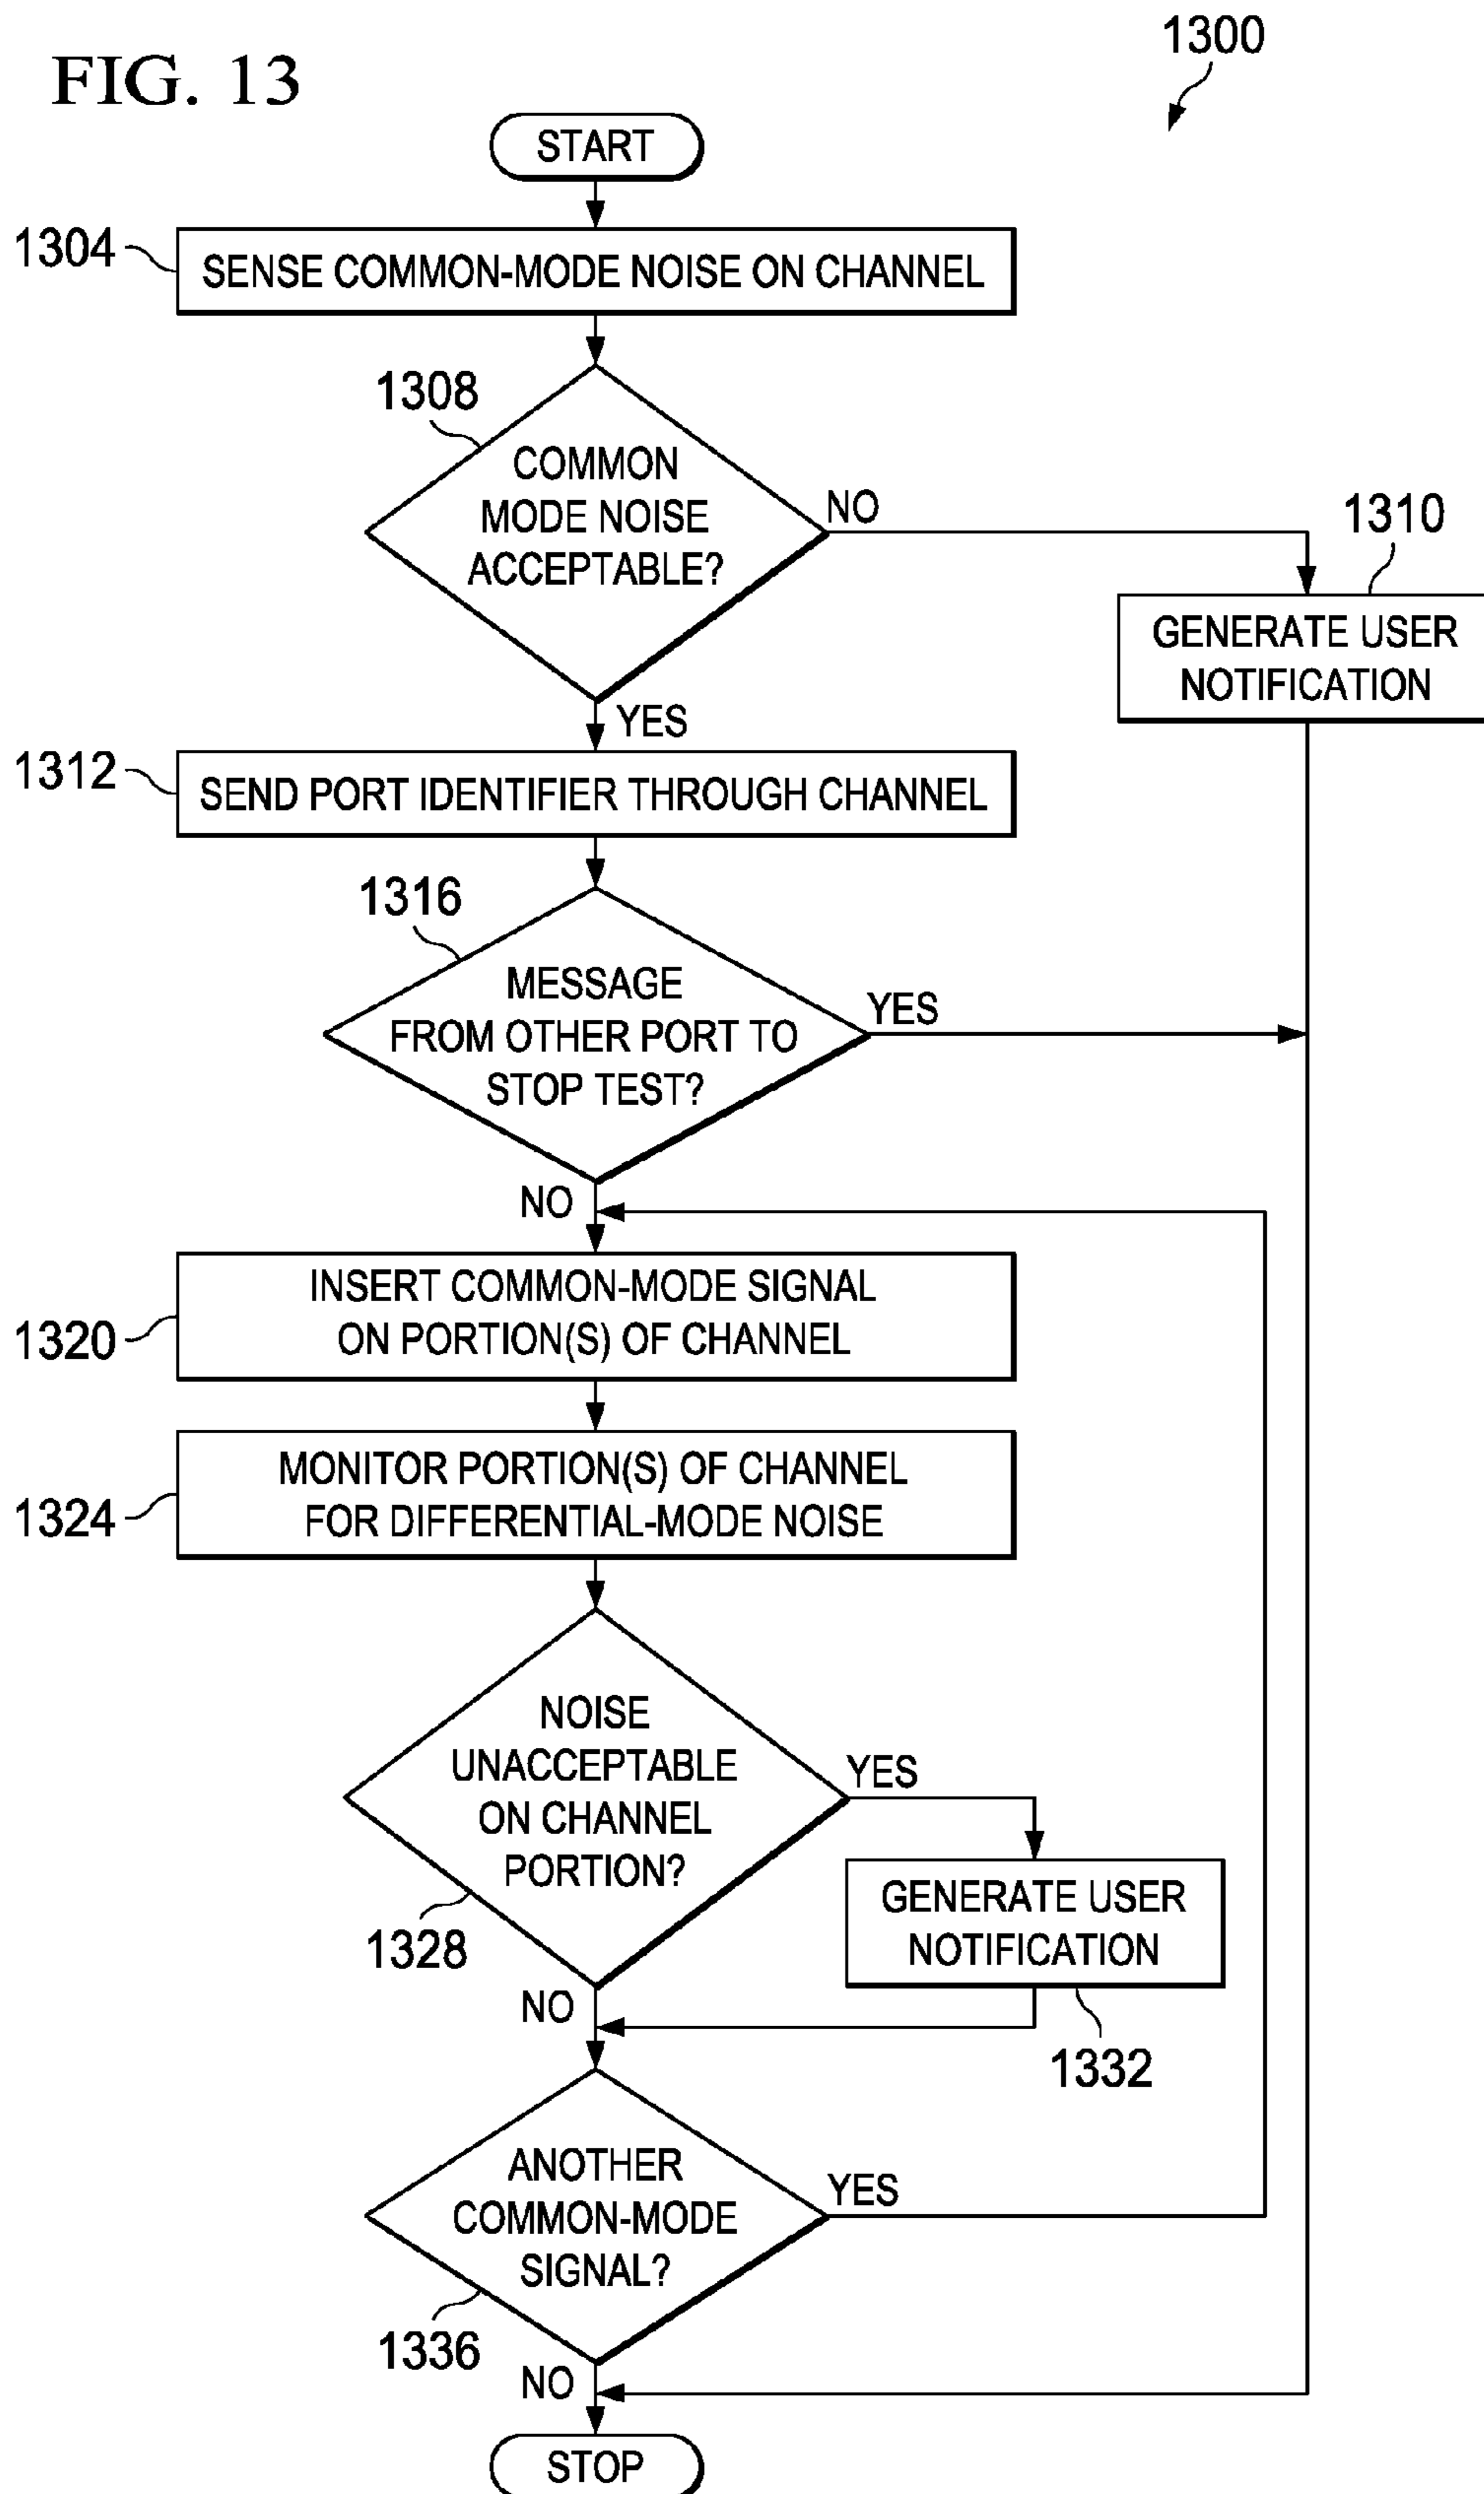 FIG. 13
1300
START
1304
SENSE COMMON-MODE NOISE ON CHANNEL
1308
COMMON
MODE NOISE
ACCEPTABLE?
NO
1310
GENERATE USER
NOTIFICATION
YES
1312
SEND PORT IDENTIFIER THROUGH CHANNEL
1316
MESSAGE
FROM OTHER PORT TO
STOP TEST?
YES
NO
1320
INSERT COMMON-MODE SIGNAL
ON PORTION(S) OF CHANNEL
1324
MONITOR PORTION(S) OF CHANNEL
FOR DIFFERENTIAL-MODE NOISE
NOISE
UNACCEPTABLE
ON CHANNEL
PORTION?
1328
YES
GENERATE USER
NOTIFICATION
1332
NO
ANOTHER
COMMON-MODE
SIGNAL?
1336
YES
NO
STOP